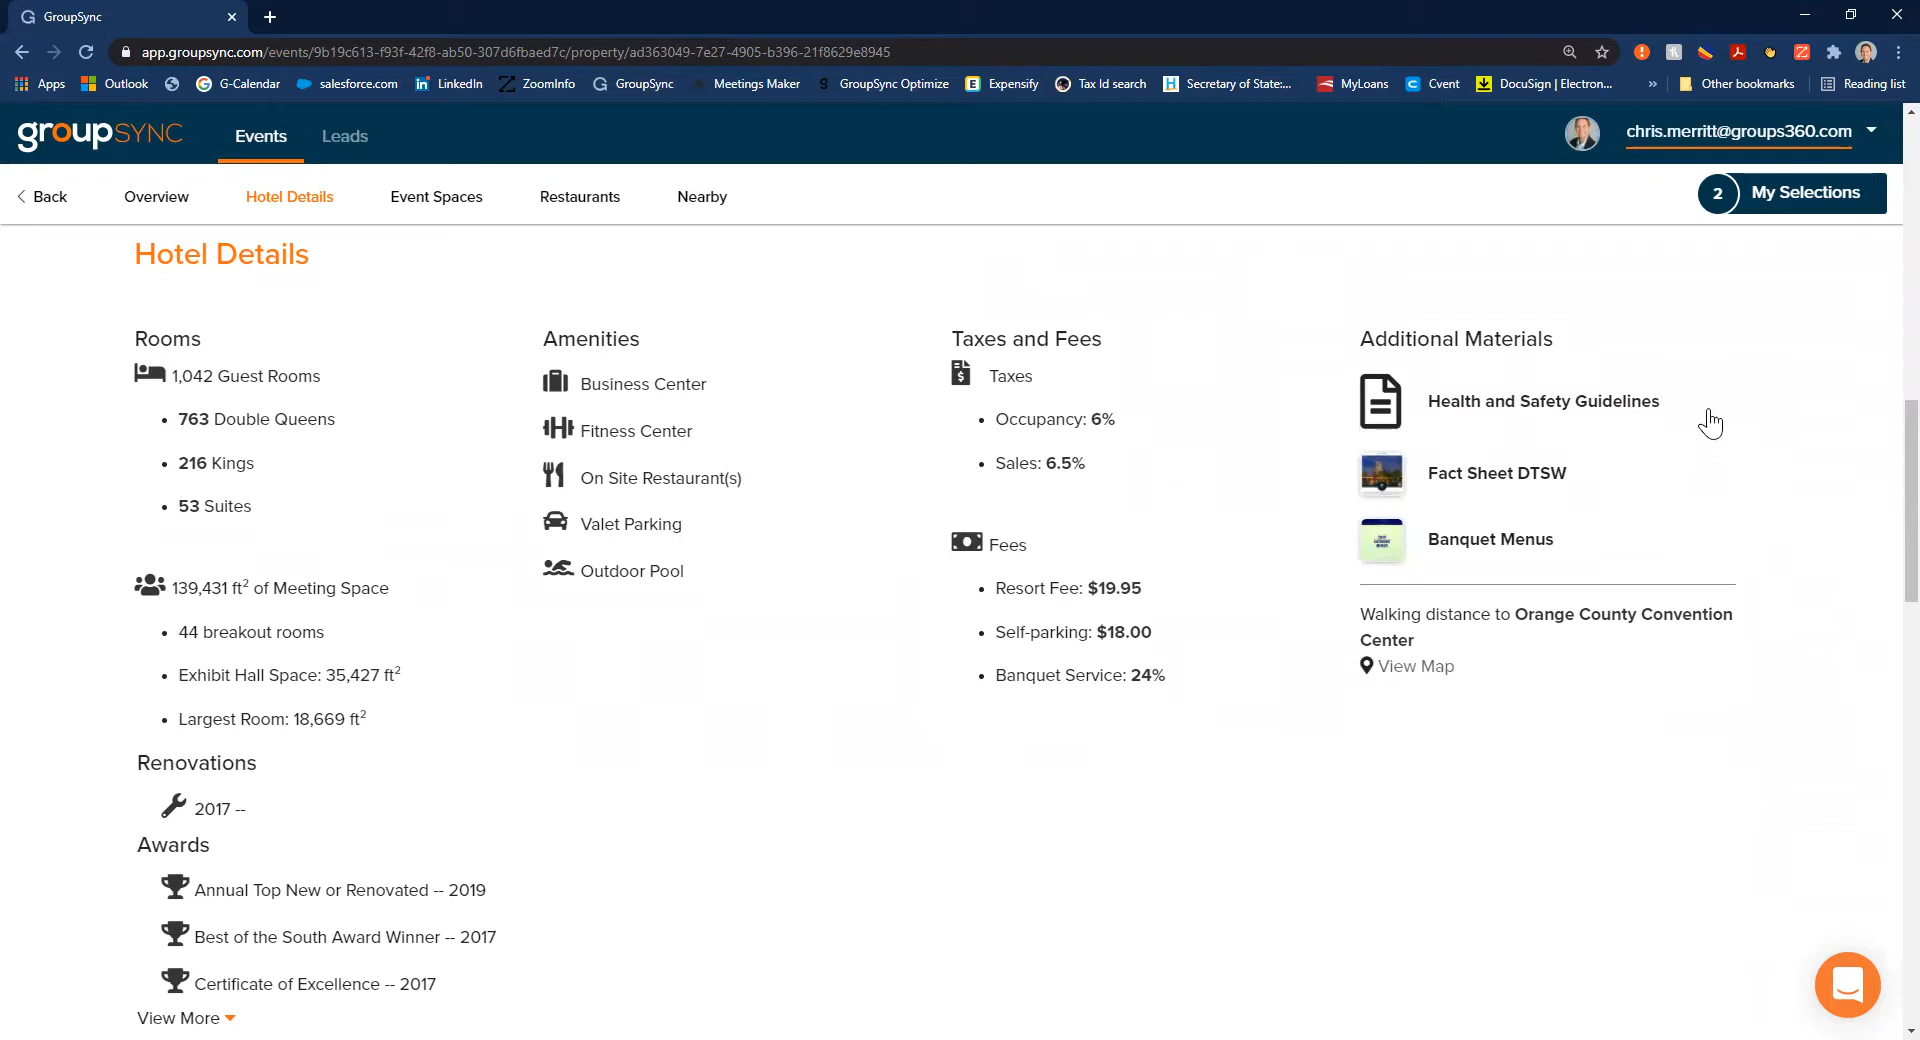 GroupSync
app.groupsync.com/events/9b19c613-f93f-42f8-ab50-307d6fbaed7c/property/ad363049-7e27-4905-b396-21f8629e8945
Apps Outlook G-Calendar salesforce.com LinkedIn ZoomInfo GroupSync Meetings Maker GroupSync Optimize Expensify Tax Id search Secretary of State:... MyLoans Cvent DocuSign | Electron... » Other bookmarks Reading list
groupSYNC Events Leads chris.merritt@groups360.com
Back Overview Hotel Details Event Spaces Restaurants Nearby 2 My Selections
Hotel Details
Rooms
1,042 Guest Rooms
• 763 Double Queens
• 216 Kings
• 53 Suites
139,431 ft² of Meeting Space
• 44 breakout rooms
• Exhibit Hall Space: 35,427 ft²
• Largest Room: 18,669 ft²
Renovations
2017 --
Awards
Annual Top New or Renovated -- 2019
Best of the South Award Winner -- 2017
Certificate of Excellence -- 2017
View More
Amenities
Business Center
Fitness Center
On Site Restaurant(s)
Valet Parking
Outdoor Pool
Taxes and Fees
Taxes
• Occupancy: 6%
• Sales: 6.5%
Fees
• Resort Fee: $19.95
• Self-parking: $18.00
• Banquet Service: 24%
Additional Materials
Health and Safety Guidelines
Fact Sheet DTSW
Banquet Menus
Walking distance to Orange County Convention
Center
View Map